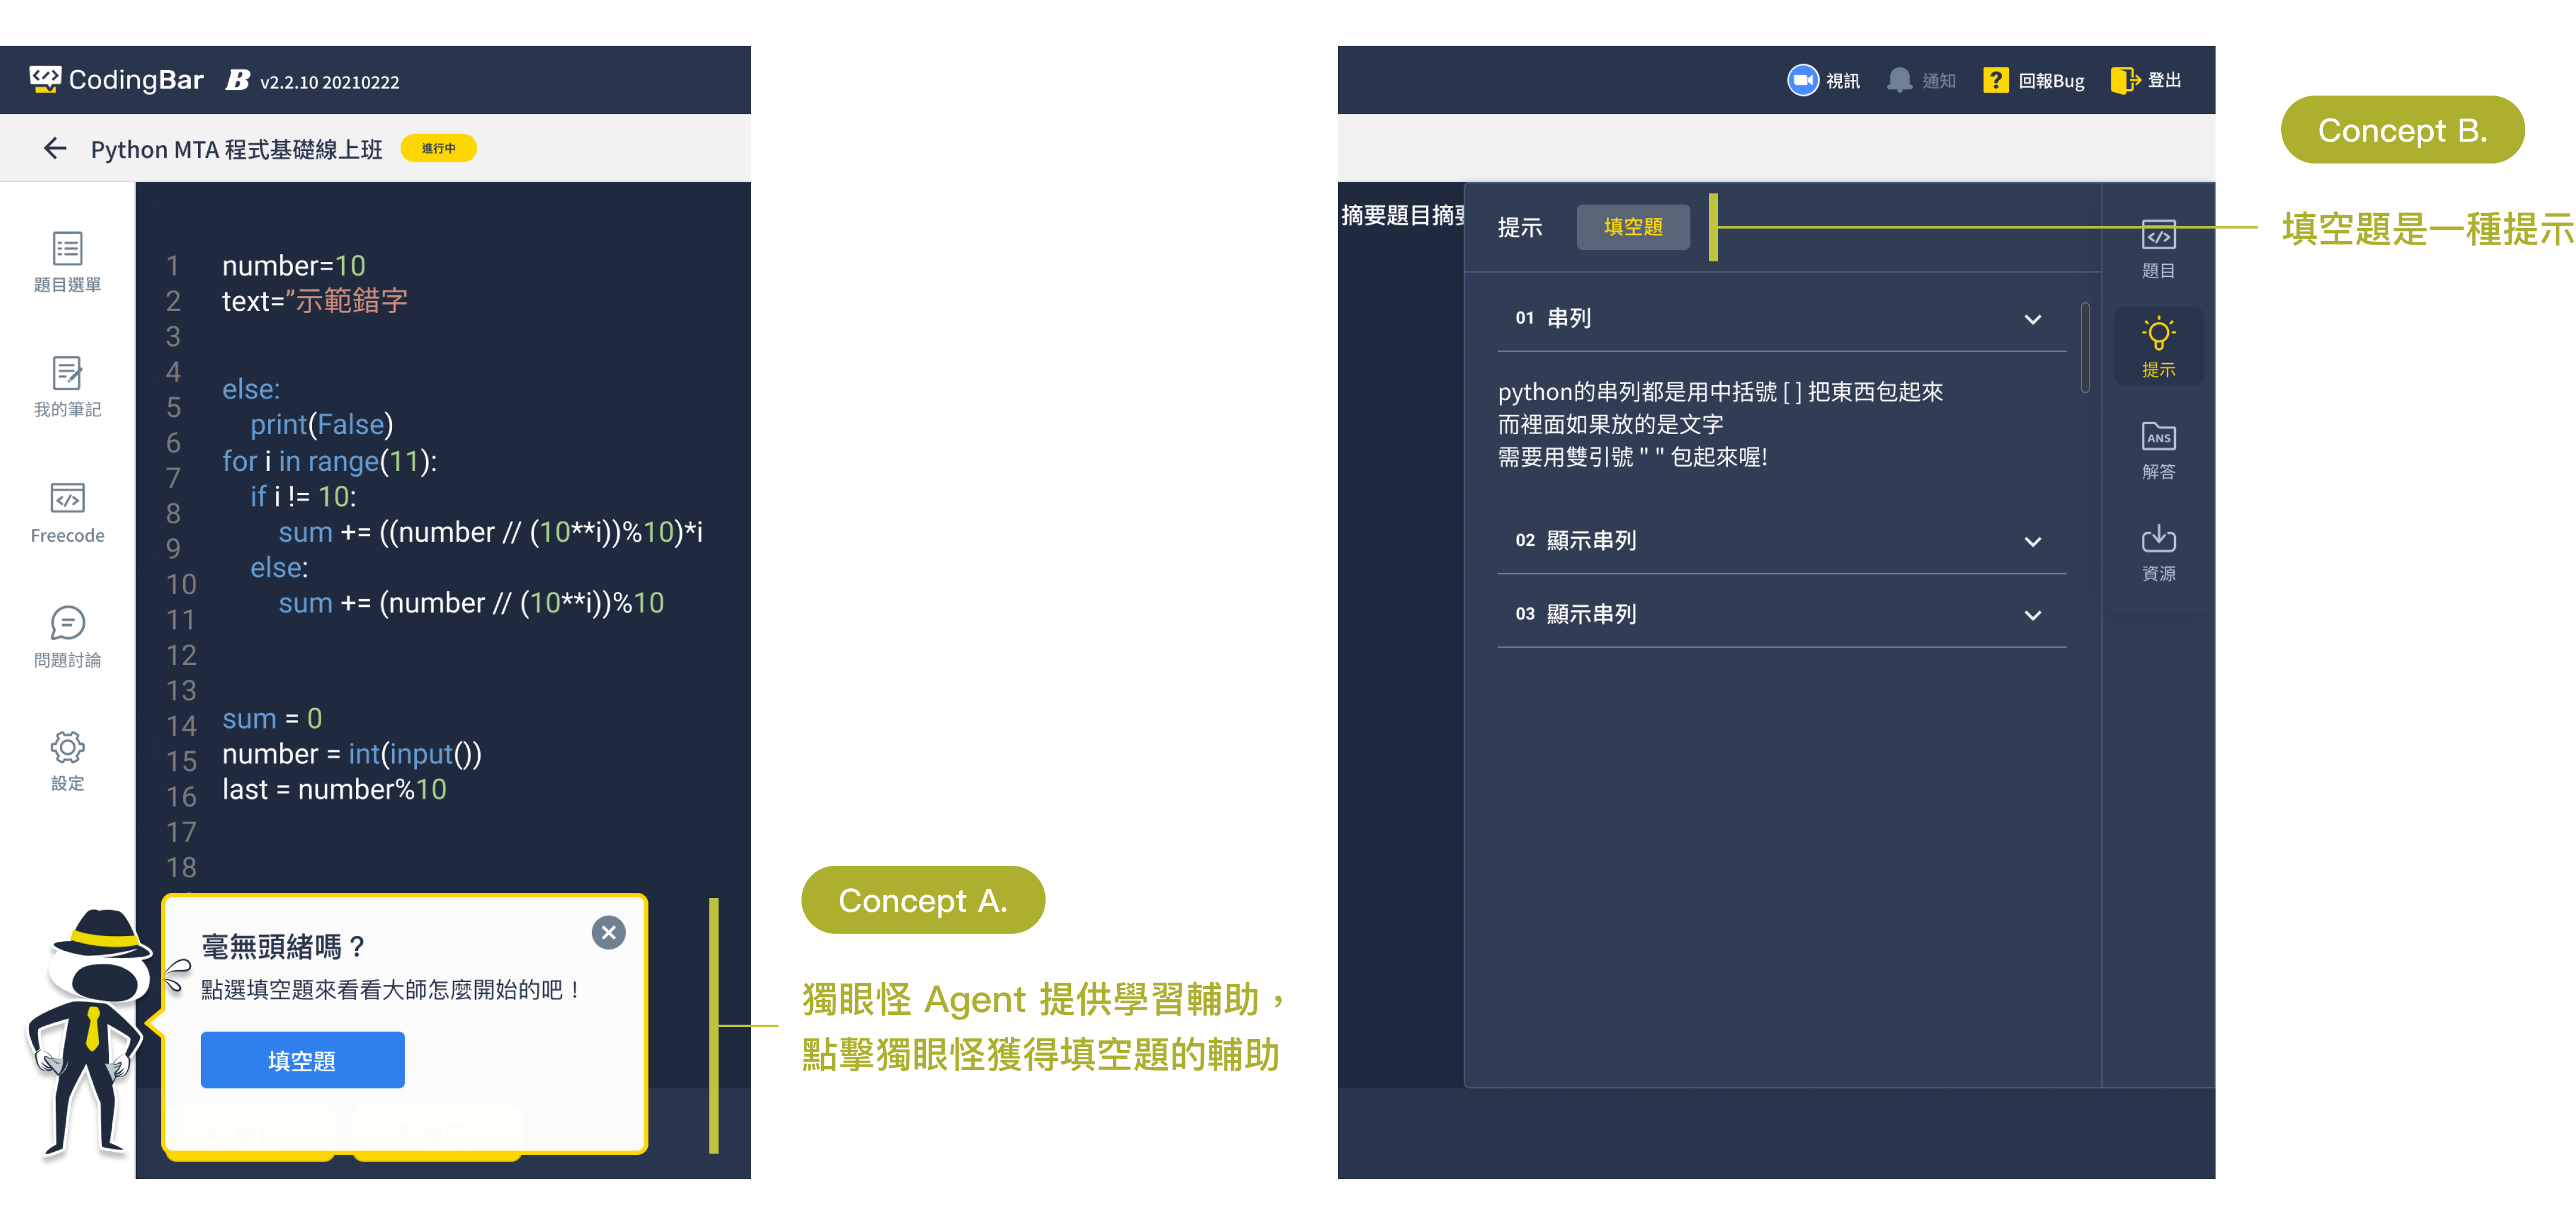 CodingBar B v2.2.10 20210222
Python MTA 程式基礎線上班 進行中
題目選單
我的筆記
Freecode
問題討論
設定
1 number=10
2 text="示範錯字
3
4 else:
5 print(False)
6 for i in range(11):
7 if i != 10:
8 sum += ((number // (10**i))%10)*i
9 else:
10 sum += (number // (10**i))%10
11
12
13
14 sum = 0
15 number = int(input())
16 last = number%10
17
18
毫無頭緒嗎？
點選填空題來看看大師怎麼開始的吧！
填空題
Concept A.
獨眼怪 Agent 提供學習輔助，
點擊獨眼怪獲得填空題的輔助
視訊 通知 ? 回報Bug 登出
摘要題目摘要
提示 填空題
01 串列
python的串列都是用中括號 [ ] 把東西包起來
而裡面如果放的是文字
需要用雙引號 " " 包起來喔!
02 顯示串列
03 顯示串列
題目
提示
ANS
解答
資源
Concept B.
填空題是一種提示